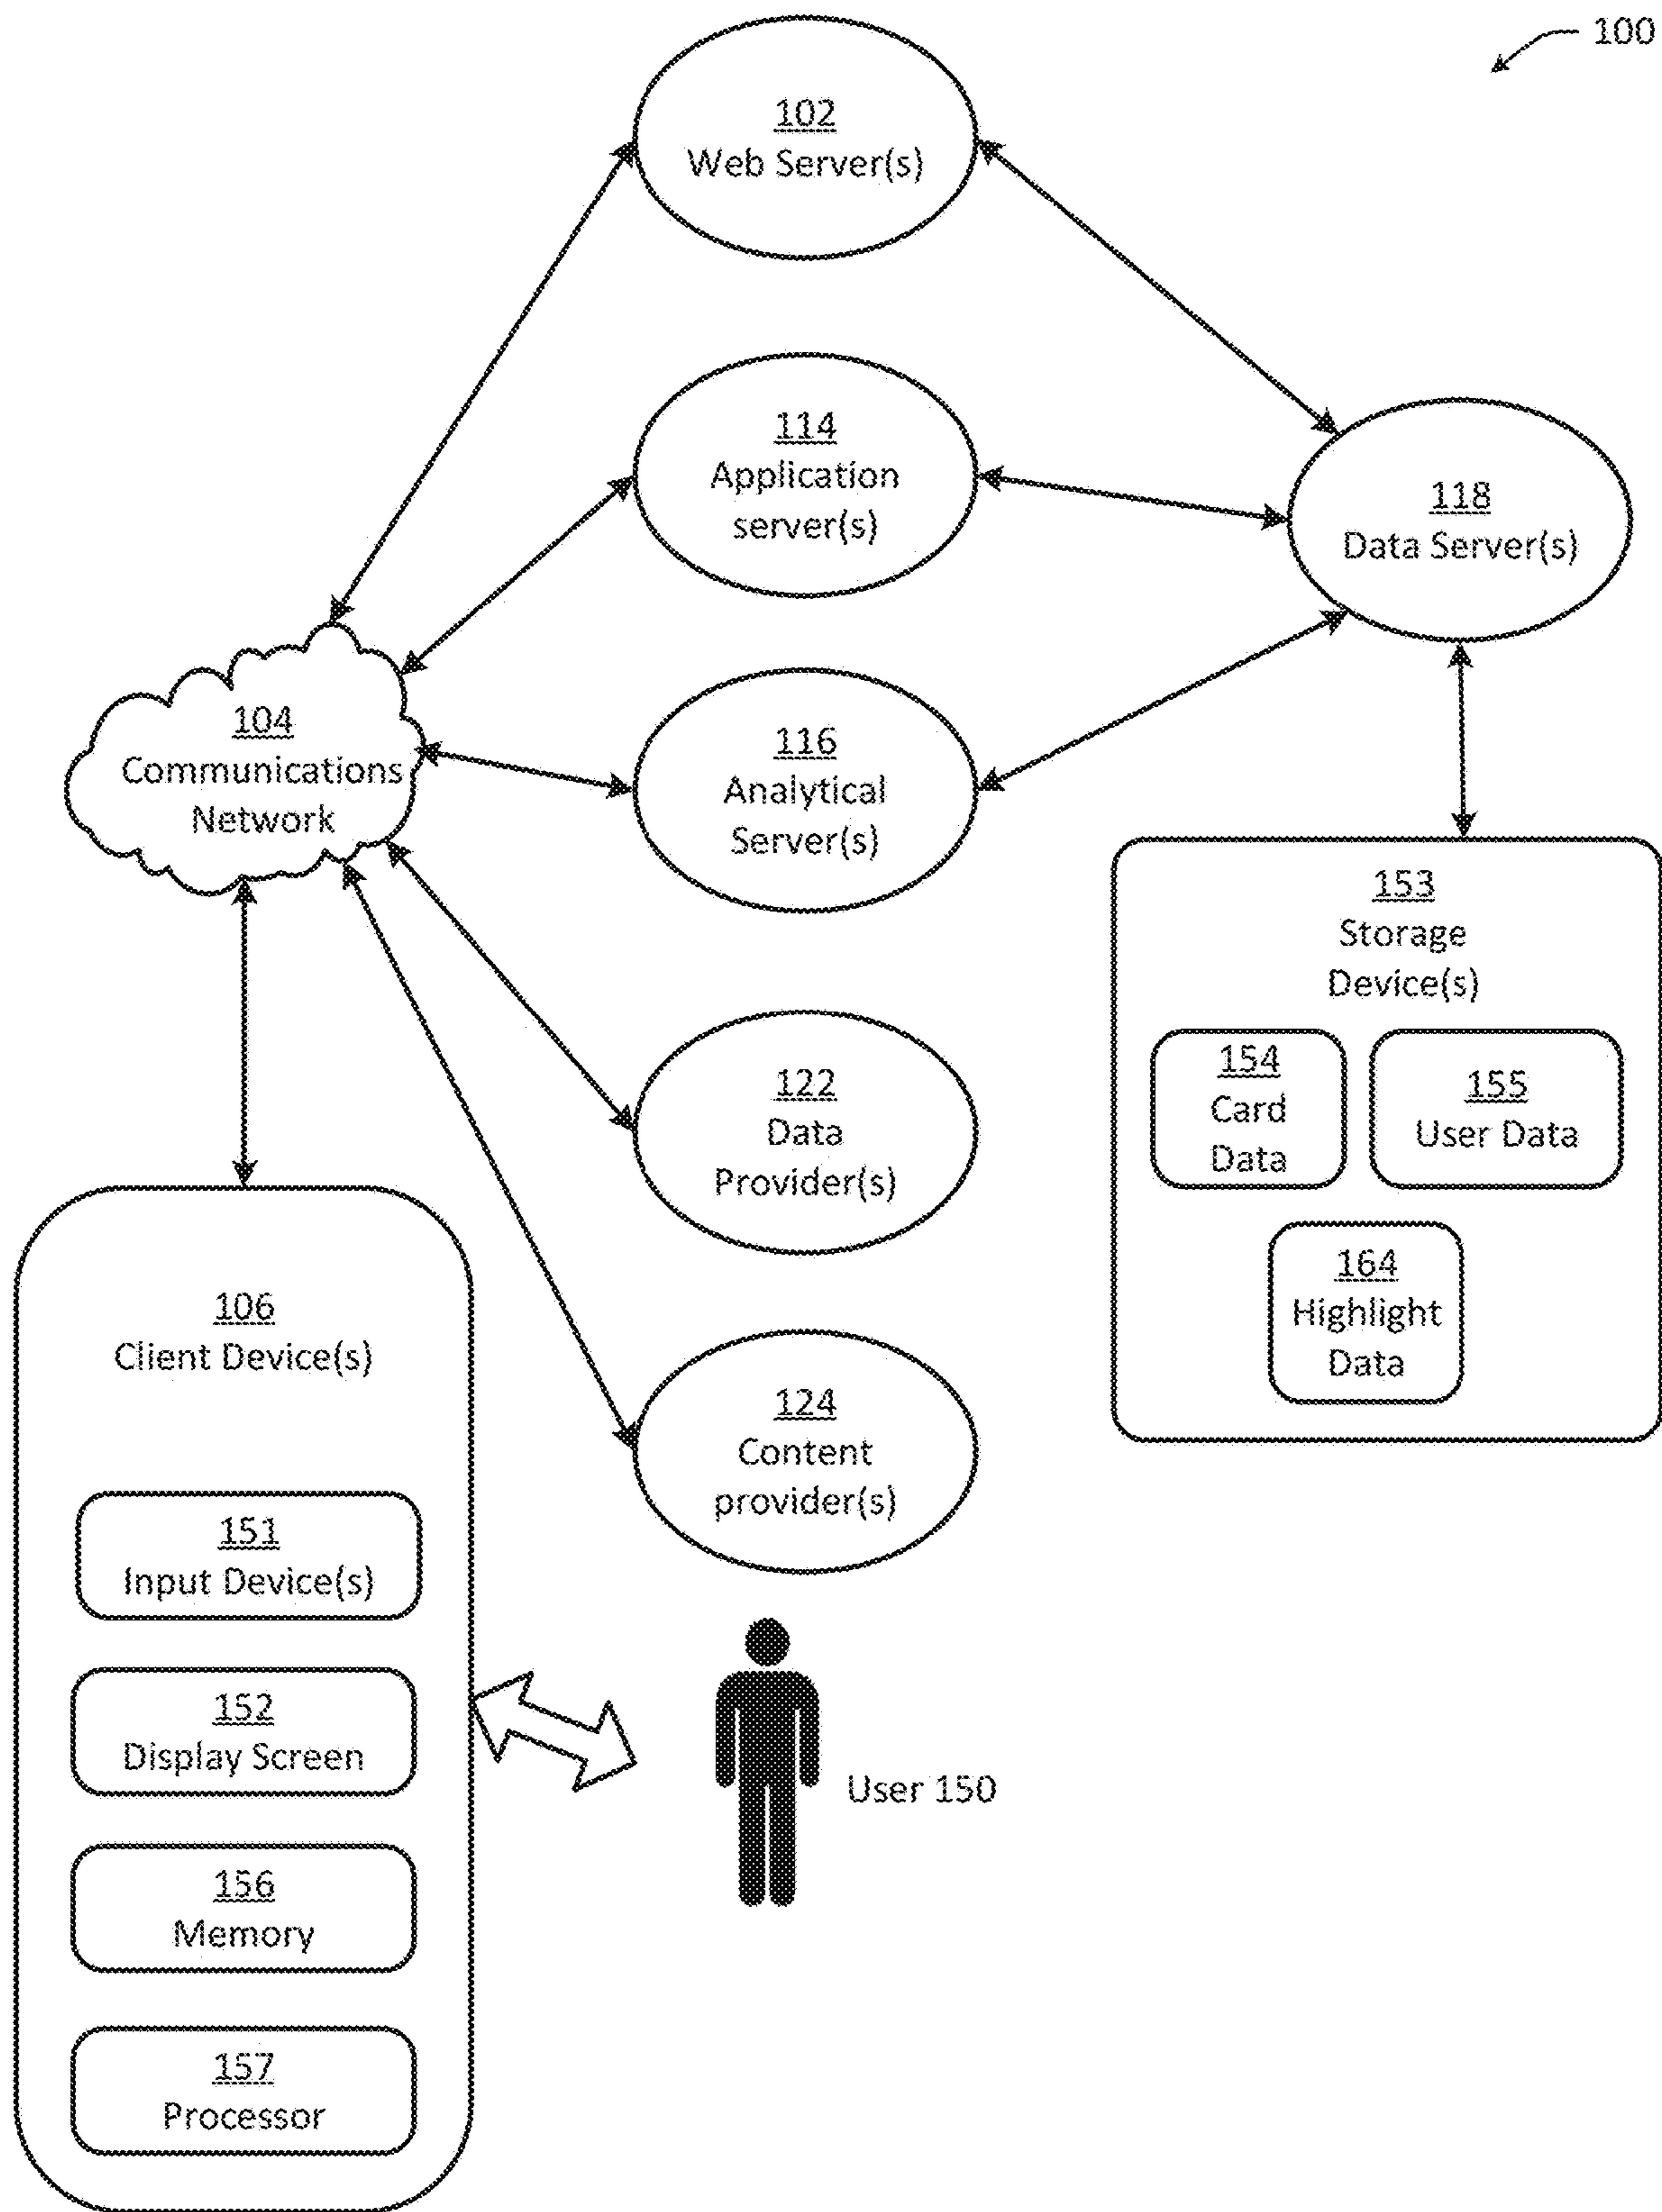 100
102
Web Server(s)
114
Application
server(s)
118
Data Server(s)
104
Communications
Network
116
Analytical
Server(s)
153
Storage
Device(s)
154
Card
Data
155
User Data
164
Highlight
Data
122
Data
Provider(s)
106
Client Device(s)
124
Content
provider(s)
151
Input Device(s)
152
Display Screen
User 150
156
Memory
157
Processor